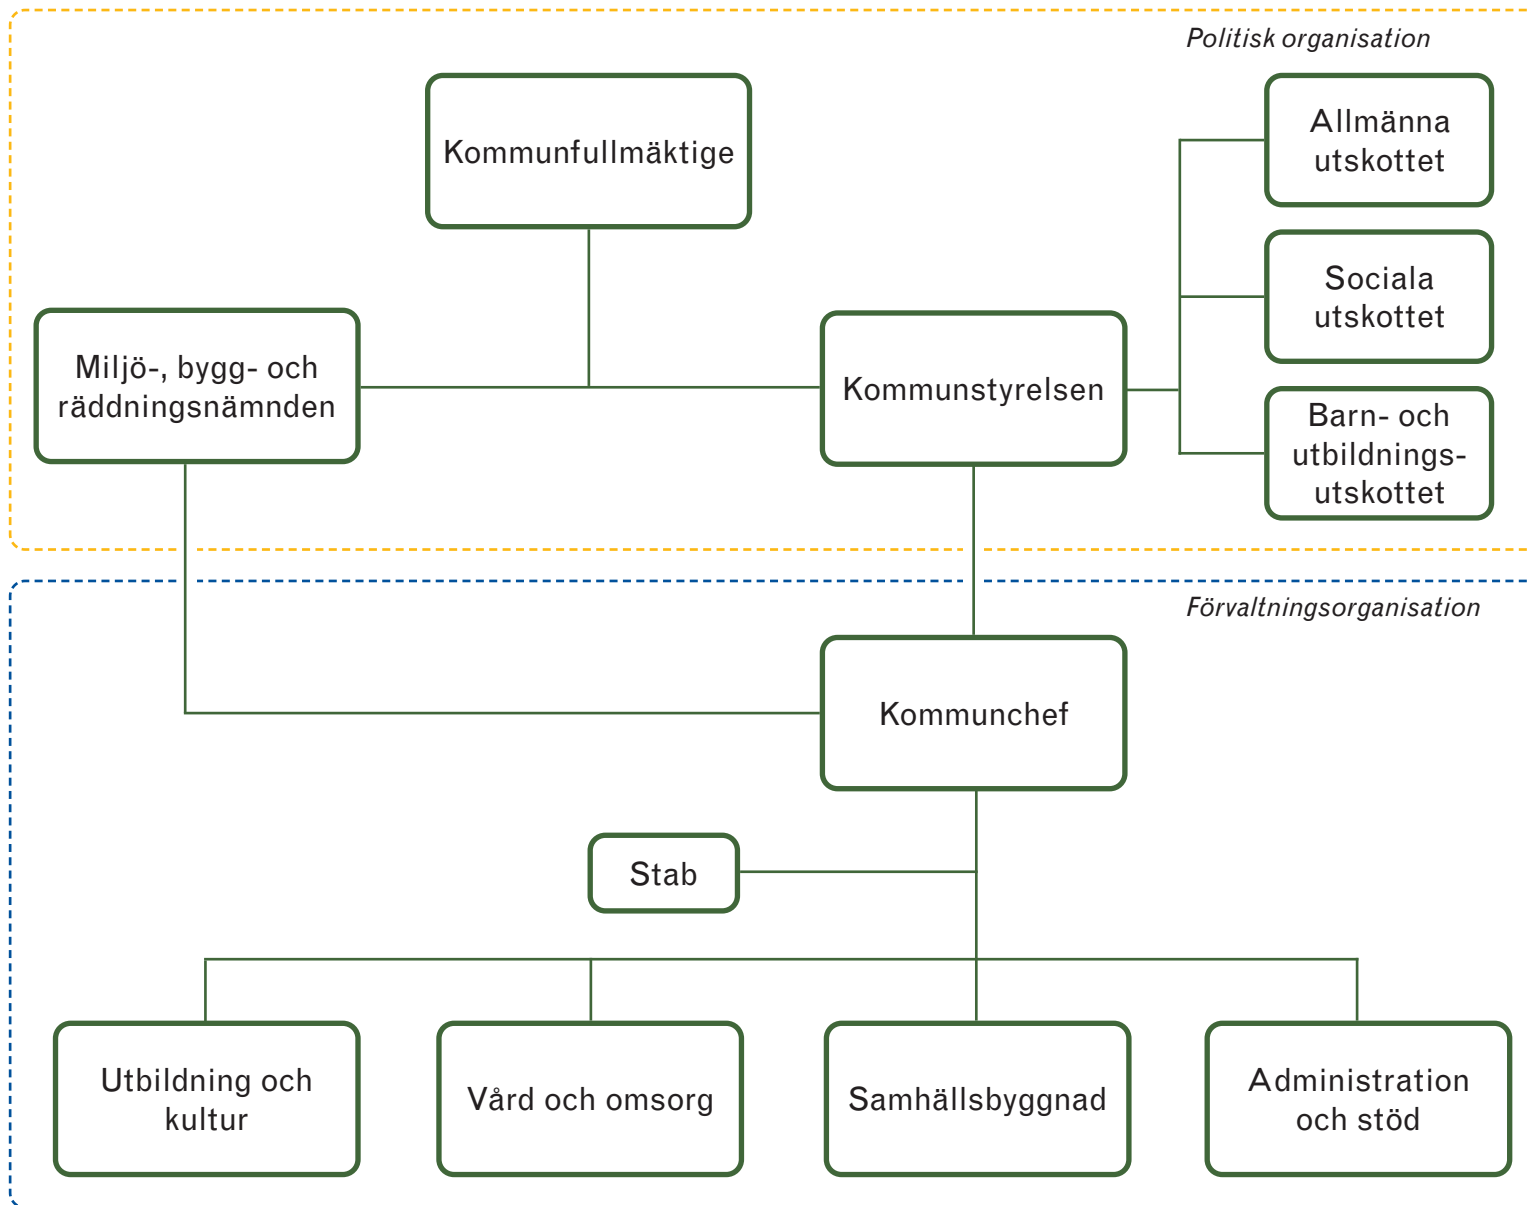 Politisk organisation
Kommunfullmäktige
Allmänna
utskottet
Sociala
utskottet
Miljö-, bygg- och
räddningsnämnden
Kommunstyrelsen
Barn- och
utbildnings-
utskottet
Förvaltningsorganisation
Kommunchef
Stab
Utbildning och
kultur
Vård och omsorg
Samhällsbyggnad
Administration
och stöd